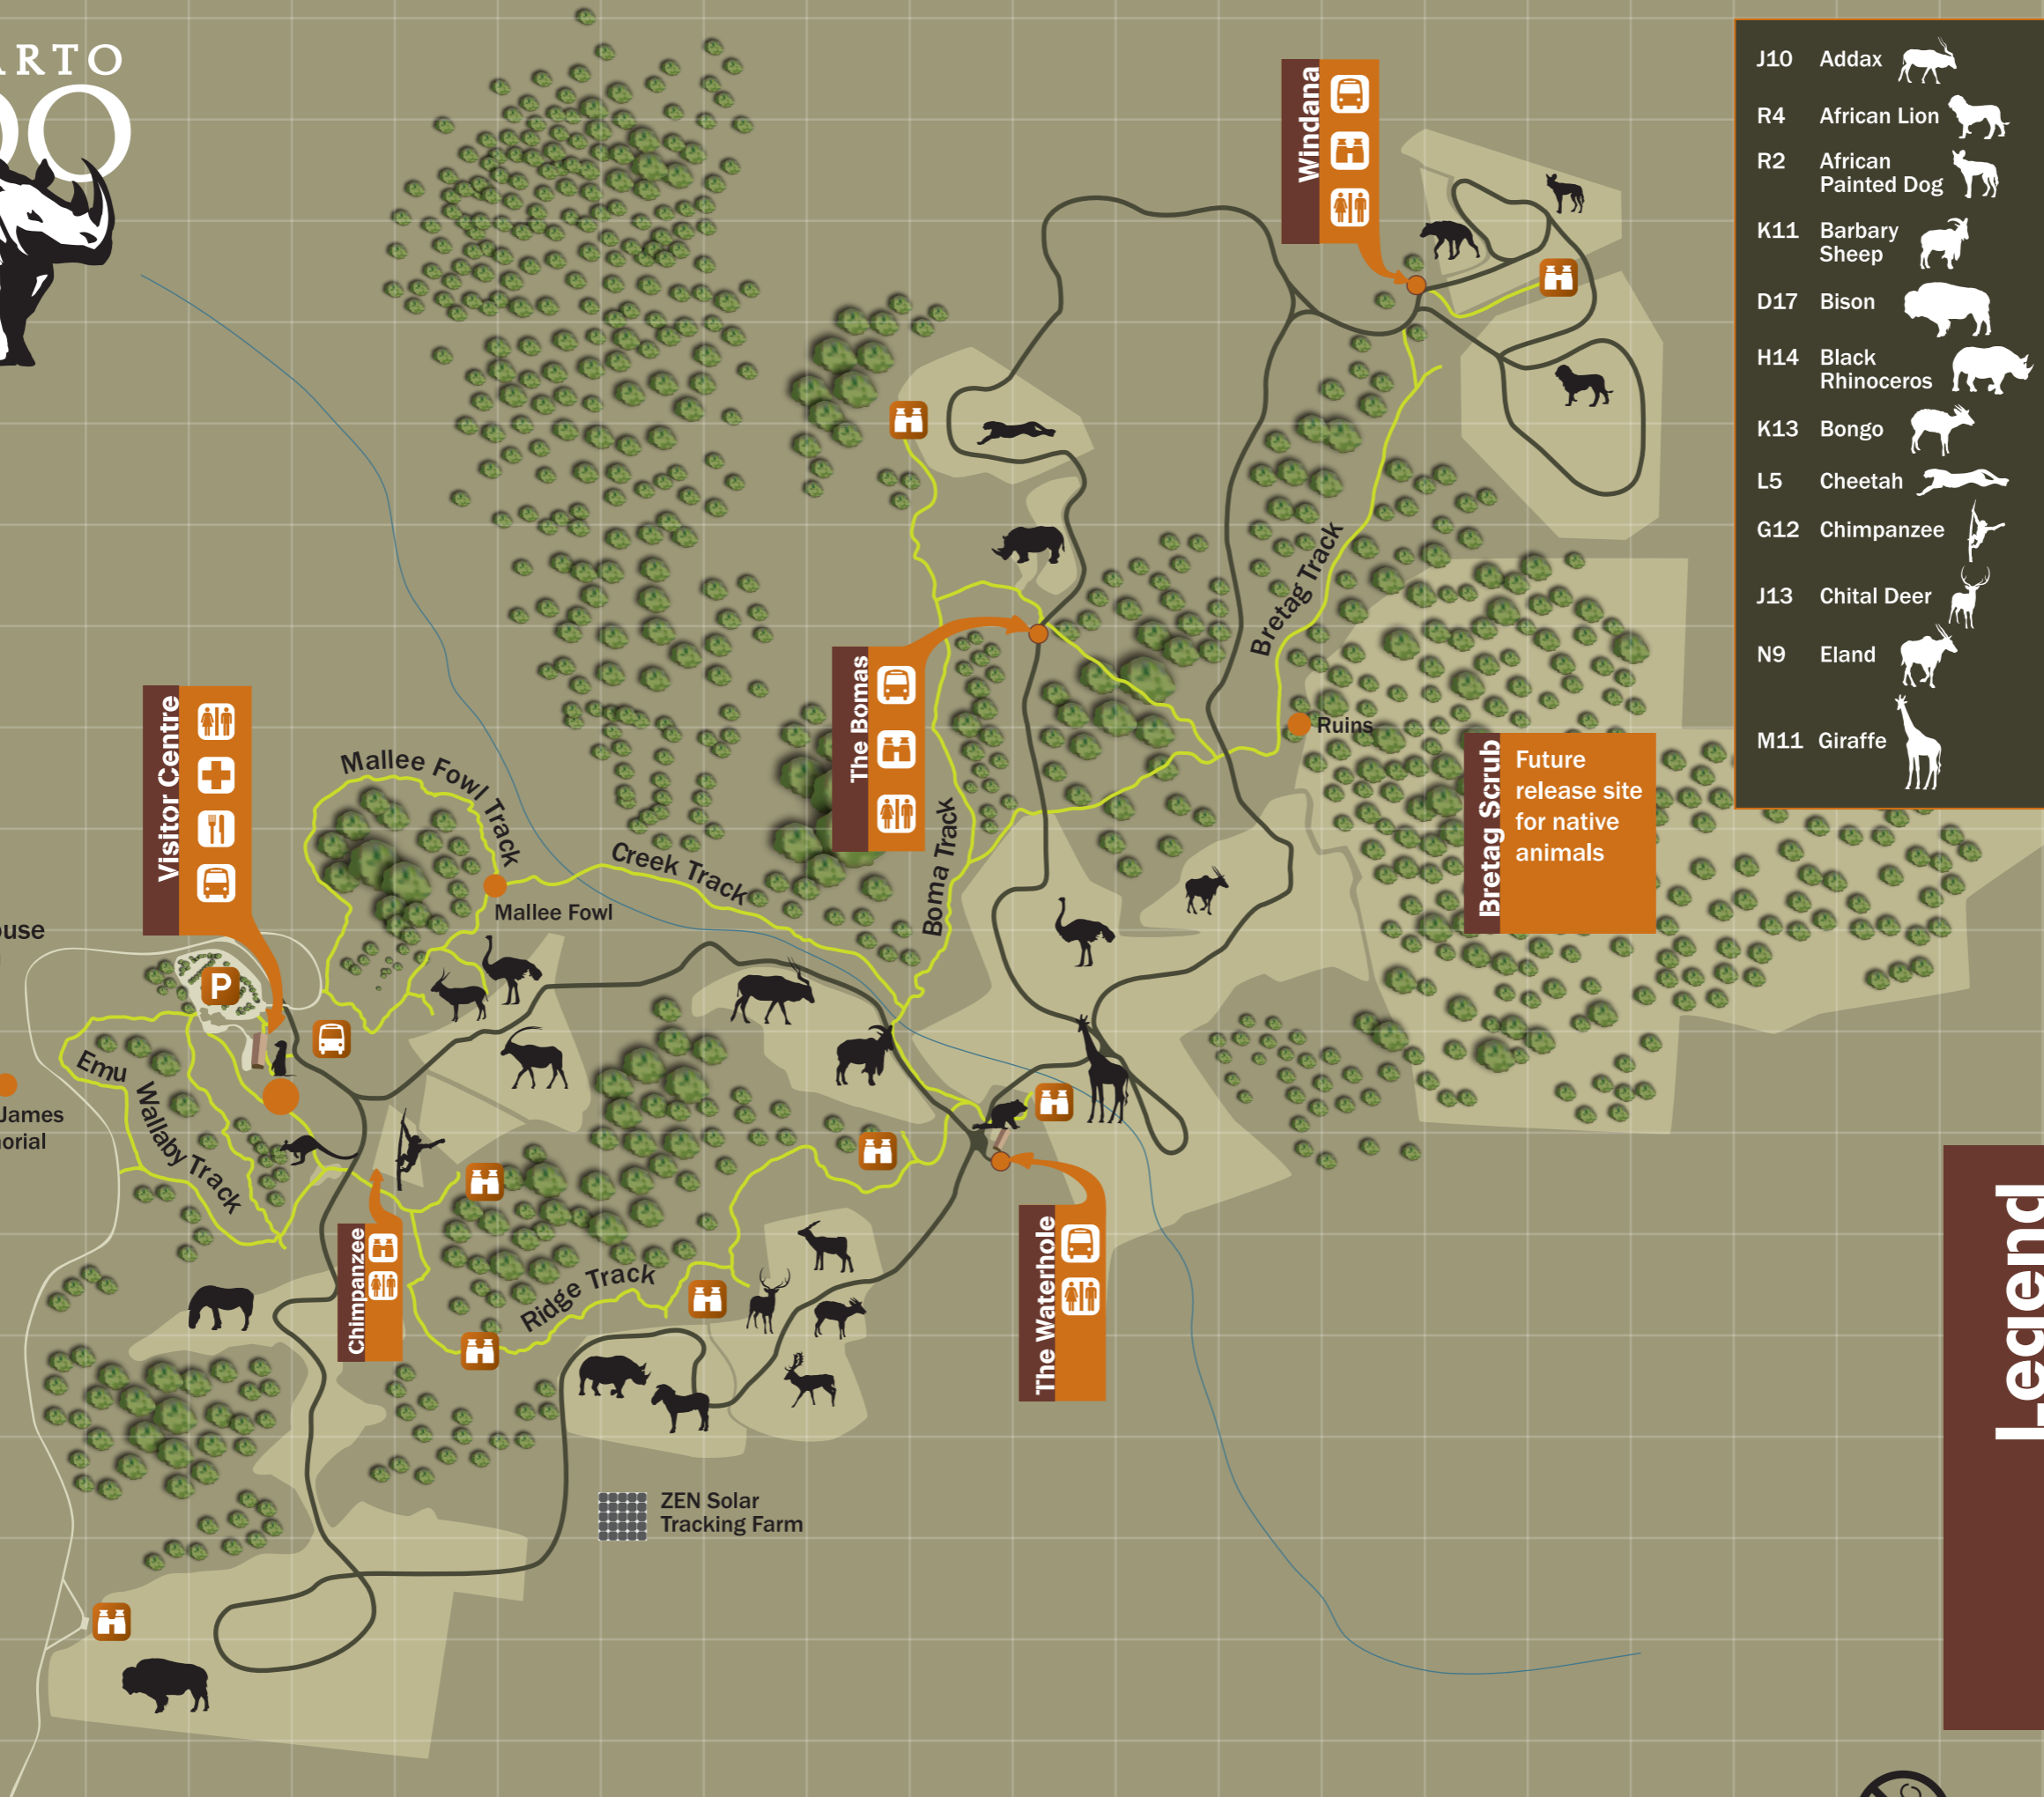 ARTO
ZOO
Windana
J10 Addax
R4 African Lion
R2 African
Painted Dog
K11 Barbary
Sheep
D17 Bison
H14 Black
Rhinoceros
K13 Bongo
L5 Cheetah
G12 Chimpanzee
J13 Chital Deer
N9 Eland
M11 Giraffe
Bretag Track
Ruins
The Bomas
Visitor Centre
Mallee Fowl Track
Bretag Scrub
Future
release site
for native
animals
Creek Track
Boma Track
Mallee Fowl
ouse
P
Emu
Wallaby Track
James
orial
Chimpanzee
Ridge Track
The Waterhole
Legend
ZEN Solar
Tracking Farm